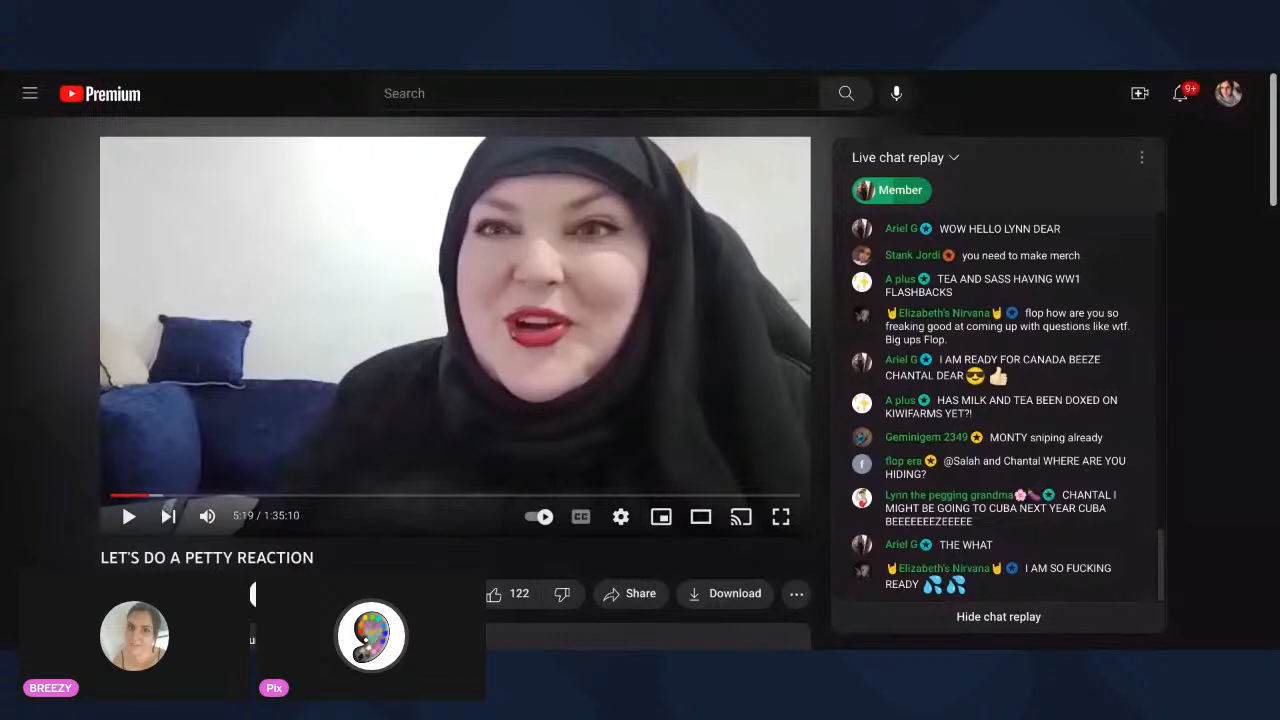 Premium
Search
9+
Live chat replay
Member
Ariel G WOW HELLO LYNN DEAR
Stank Jordi you need to make merch
A plus TEA AND SASS HAVING WW1
FLASHBACKS
🤘Elizabeth's Nirvana🤘 flop how are you so
freaking good at coming up with questions like wtf.
Big ups Flop.
Ariel G I AM READY FOR CANADA BEEZE
CHANTAL DEAR 😎 👍🏻
A plus HAS MILK AND TEA BEEN DOXED ON
KIWIFARMS YET?!
Geminigem 2349 MONTY sniping already
f
flop era @Salah and Chantal WHERE ARE YOU
HIDING?
Lynn the pegging grandma🌸🍆 CHANTAL I
MIGHT BE GOING TO CUBA NEXT YEAR CUBA
BEEEEEEEZEEEEE
Ariel G THE WHAT
🤘Elizabeth's Nirvana🤘 I AM SO FUCKING
READY 💦 💦
Hide chat replay
5:19 / 1:35:10
CC
LET'S DO A PETTY REACTION
122
Share
Download
BREEZY
Pix